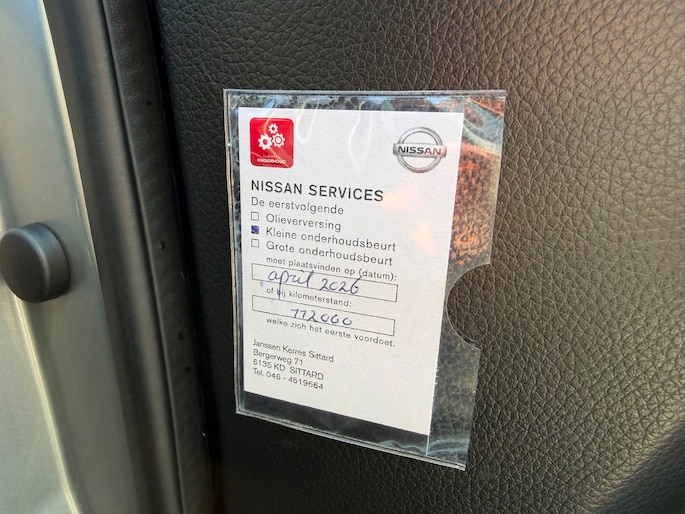 ONDERHOUD
NISSAN
NISSAN SERVICES
De eerstvolgende
Olieverversing
Kleine onderhoudsbeurt
Grote onderhoudsbeurt
moet plaatsvinden op (datum):
april 2026
of bij kilometerstand:
112000
welke zich het eerste voordoet.
Janssen Kerres Sittard
Bergerweg 71
6135 KD SITTARD
Tel. 046 - 4519664